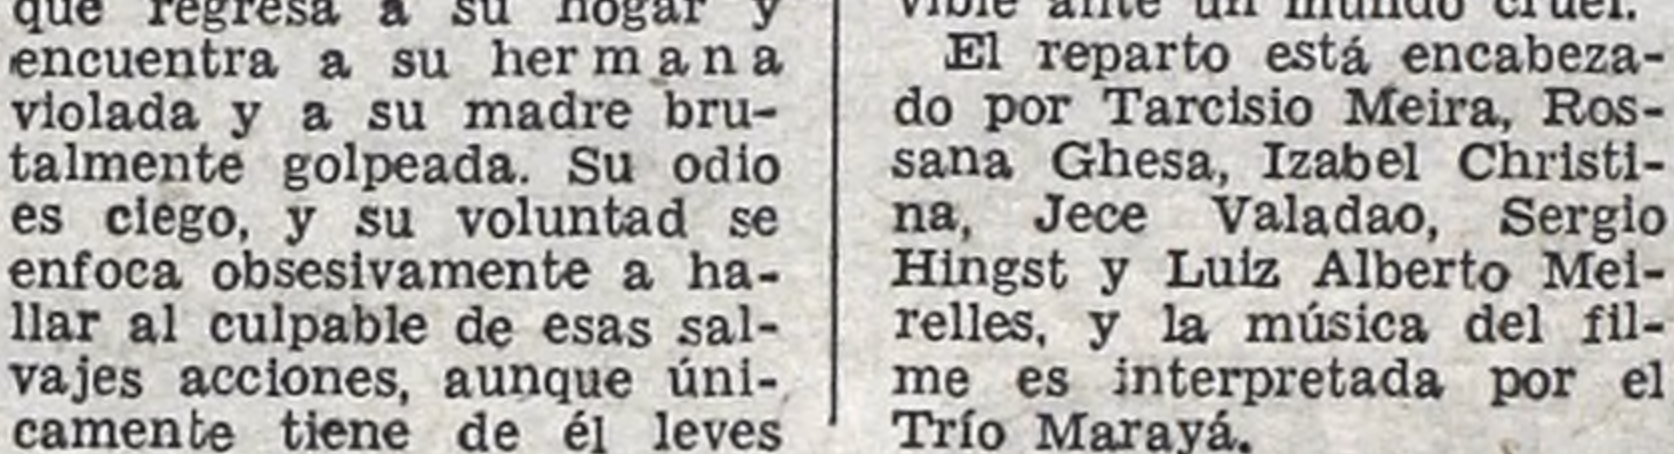 que regresa a su hogar y
encuentra a su hermana
violada y a su madre bru-
talmente golpeada. Su odio
es ciego, y su voluntad se
enfoca obsesivamente a ha-
llar al culpable de esas sal-
vajes acciones, aunque úni-
camente tiene de él leves
vible ante un mundo cruel.
El reparto está encabeza-
do por Tarcisio Meira, Ros-
sana Ghesa, Izabel Christi-
na, Jece Valadao, Sergio
Hingst y Luiz Alberto Mei-
relles, y la música del fil-
me es interpretada por el
Trío Marayá.